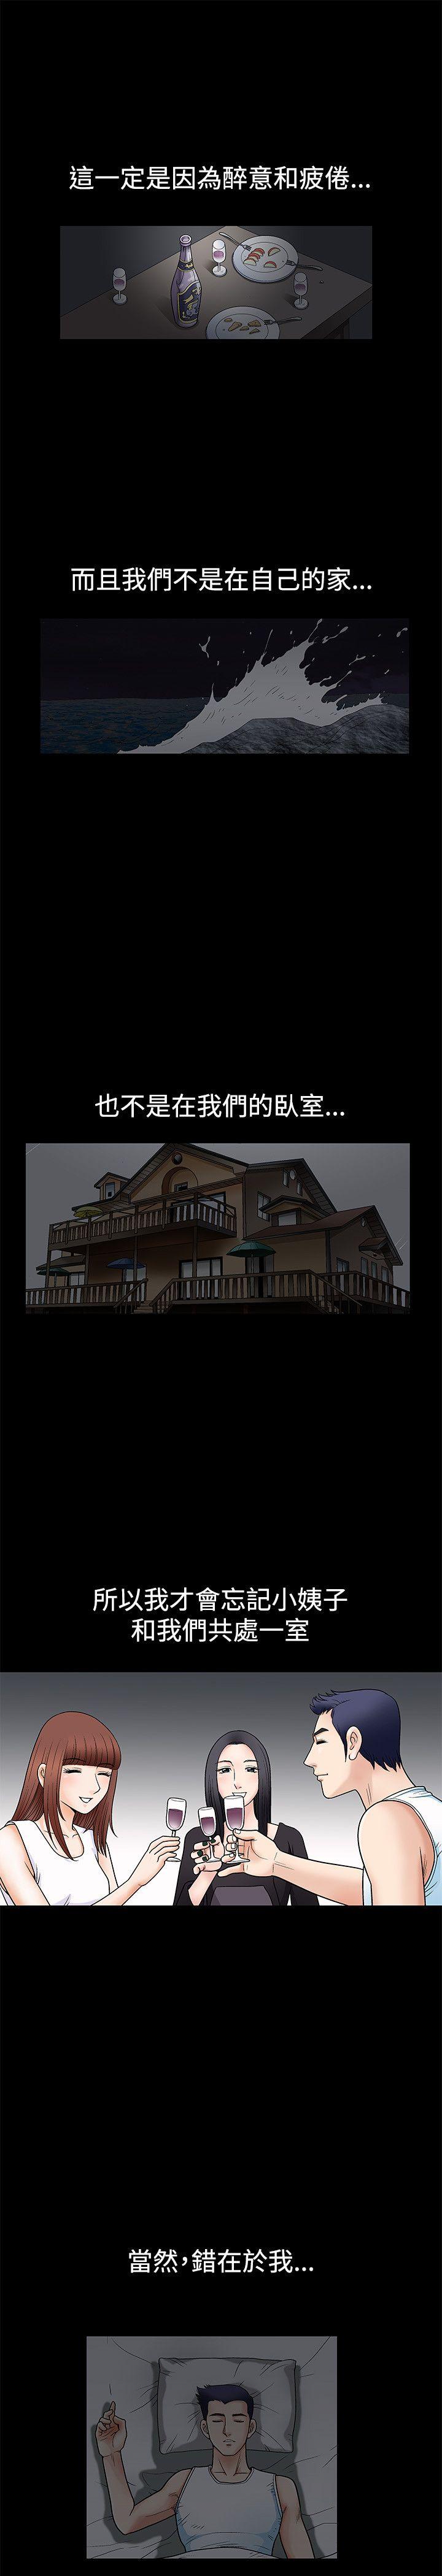 這一定是因為醉意和疲倦...
而且我們不是在自己的家...
也不是在我們的臥室...
所以我才會忘記小姨子
和我們共處一室
當然，錯在於我...